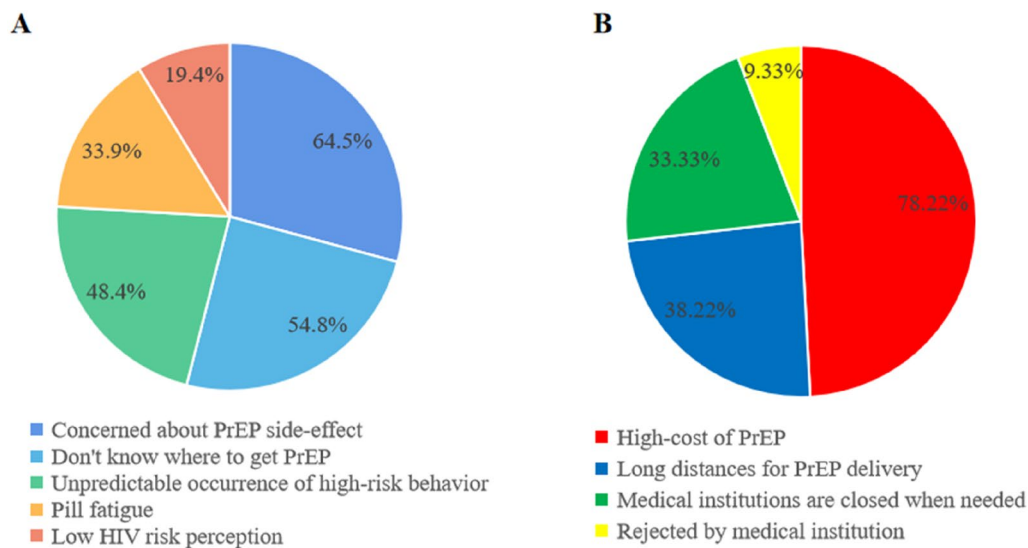 A
19.4%
64.5%
33.9%
48.4%
54.8%
Concerned about PrEP side-effect
Don't know where to get PrEP
Unpredictable occurrence of high-risk behavior
Pill fatigue
Low HIV risk perception
B
9.33%
33.33%
78.22%
38.22%
High-cost of PrEP
Long distances for PrEP delivery
Medical institutions are closed when needed
Rejected by medical institution